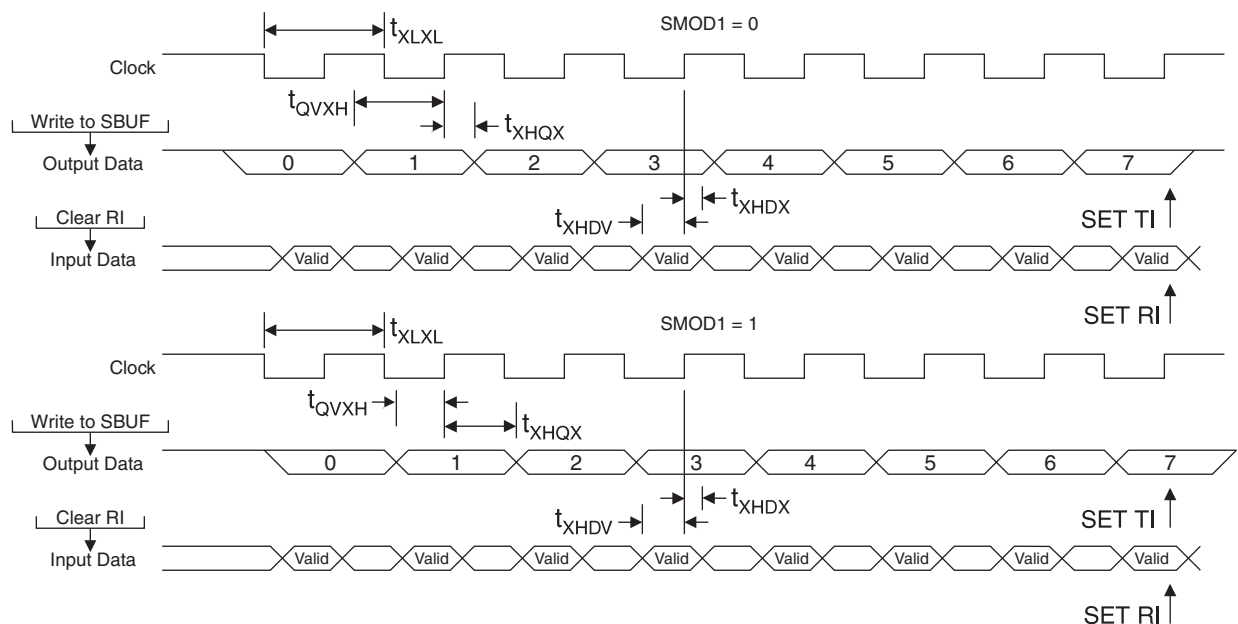 SMOD1 = 0
tXLXL
Clock
tQVXH
tXHQX
Write to SBUF
Output Data 0 1 2 3 4 5 6 7
tXHDX
tXHDV
SET TI
Clear RI
Input Data Valid Valid Valid Valid Valid Valid Valid Valid
SET RI
SMOD1 = 1
tXLXL
Clock
tQVXH
tXHQX
Write to SBUF
Output Data 0 1 2 3 4 5 6 7
tXHDX
tXHDV
SET TI
Clear RI
Input Data Valid Valid Valid Valid Valid Valid Valid Valid
SET RI